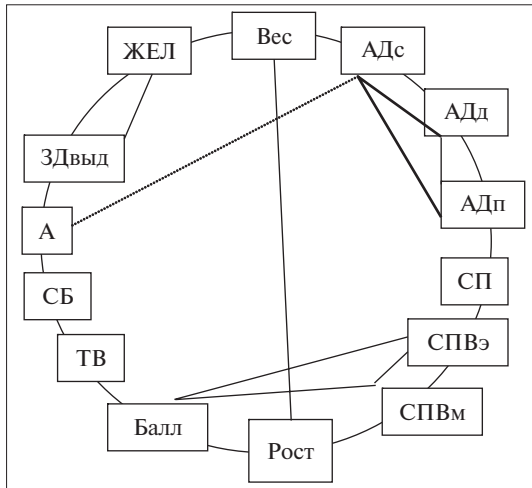 Вес
ЖЕЛ
АДс
АДд
ЗДвыд
АДп
А
СП
СБ
СПВэ
ТВ
СПВм
Балл
Рост